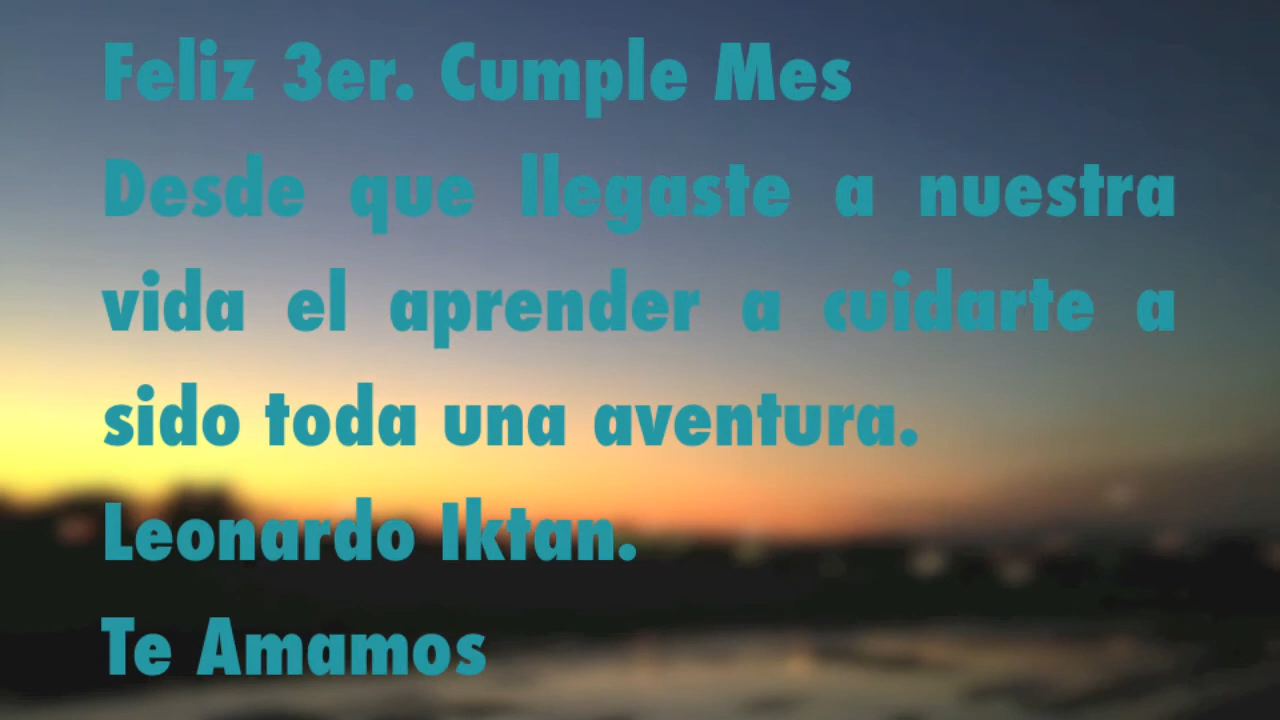 Feliz 3er. Cumple Mes
Desde que llegaste a nuestra
vida el aprender a cuidarte a
sido toda una aventura.
Leonardo Iktan.
Te Amamos